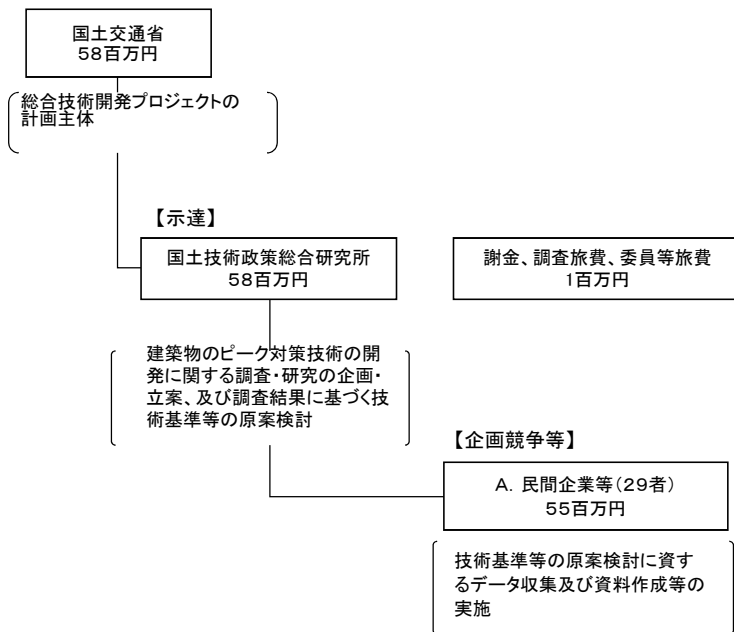 国土交通省
58百万円
総合技術開発プロジェクトの
計画主体
【示達】
国土技術政策総合研究所
58百万円
謝金、調査旅費、委員等旅費
1百万円
建築物のピーク対策技術の開
発に関する調査・研究の企画・
立案、及び調査結果に基づく技
術基準等の原案検討
【企画競争等】
A. 民間企業等(29者)
55百万円
技術基準等の原案検討に資す
るデータ収集及び資料作成等の
実施